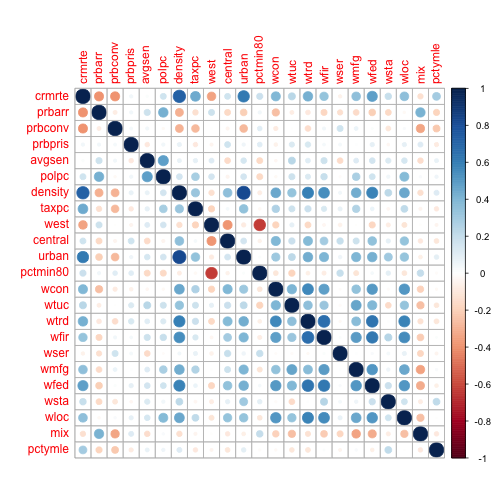 crmrte prbarr prbconv prbpris avgsen polpc density taxpc west central urban pctmin80 wcon wtuc wtrd wfir wser wmfg wfed wsta wloc mix pctymle
crmrte
prbarr
prbconv
prbpris
avgsen
polpc
density
taxpc
west
central
urban
pctmin80
wcon
wtuc
wtrd
wfir
wser
wmfg
wfed
wsta
wloc
mix
pctymle
1
0.8
0.6
0.4
0.2
0
-0.2
-0.4
-0.6
-0.8
-1